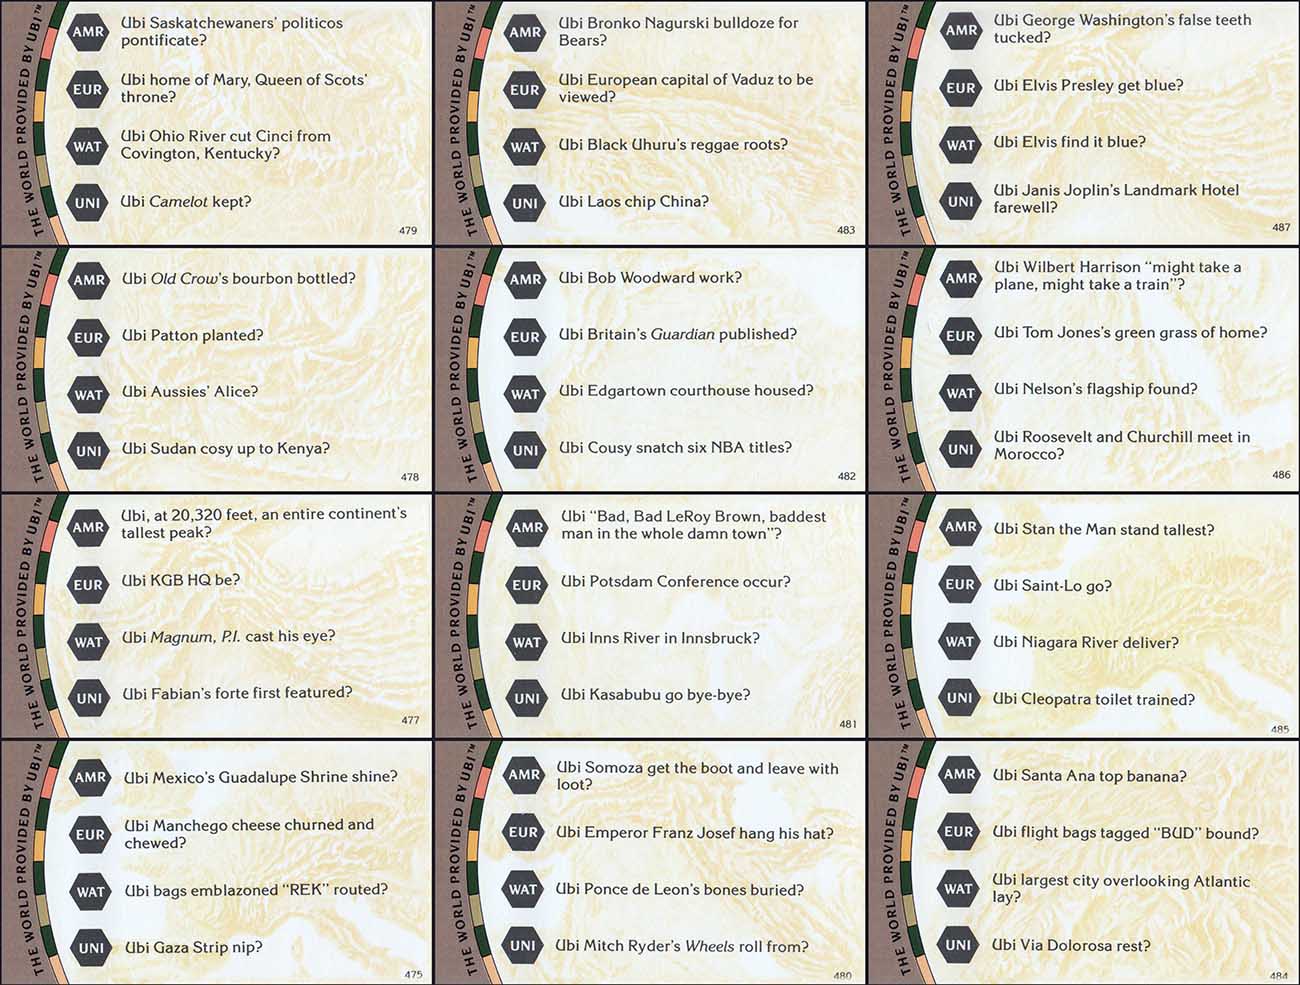 THE WORLD PROVIDED BY UBI™
AMR
Ubi Saskatchewaners' politicos
pontificate?
EUR
Ubi home of Mary, Queen of Scots'
throne?
WAT
Ubi Ohio River cut Cinci from
Covington, Kentucky?
UNI
Ubi Camelot kept?
479
THE WORLD PROVIDED BY UBI™
AMR
Ubi Bronko Nagurski bulldoze for
Bears?
EUR
Ubi European capital of Vaduz to be
viewed?
WAT
Ubi Black Uhuru's reggae roots?
UNI
Ubi Laos chip China?
483
THE WORLD PROVIDED BY UBI™
AMR
Ubi George Washington's false teeth
tucked?
EUR
Ubi Elvis Presley get blue?
WAT
Ubi Elvis find it blue?
UNI
Ubi Janis Joplin's Landmark Hotel
farewell?
487
THE WORLD PROVIDED BY UBI™
AMR
Ubi Old Crow's bourbon bottled?
EUR
Ubi Patton planted?
WAT
Ubi Aussies' Alice?
UNI
Ubi Sudan cosy up to Kenya?
478
THE WORLD PROVIDED BY UBI™
AMR
Ubi Bob Woodward work?
EUR
Ubi Britain's Guardian published?
WAT
Ubi Edgartown courthouse housed?
UNI
Ubi Cousy snatch six NBA titles?
482
THE WORLD PROVIDED BY UBI™
AMR
Ubi Wilbert Harrison "might take a
plane, might take a train"?
EUR
Ubi Tom Jones's green grass of home?
WAT
Ubi Nelson's flagship found?
UNI
Ubi Roosevelt and Churchill meet in
Morocco?
486
THE WORLD PROVIDED BY UBI™
AMR
Ubi, at 20,320 feet, an entire continent's
tallest peak?
EUR
Ubi KGB HQ be?
WAT
Ubi Magnum, P.I. cast his eye?
UNI
Ubi Fabian's forte first featured?
477
THE WORLD PROVIDED BY UBI™
AMR
Ubi "Bad, Bad LeRoy Brown, baddest
man in the whole damn town"?
EUR
Ubi Potsdam Conference occur?
WAT
Ubi Inns River in Innsbruck?
UNI
Ubi Kasabubu go bye-bye?
481
THE WORLD PROVIDED BY UBI™
AMR
Ubi Stan the Man stand tallest?
EUR
Ubi Saint-Lo go?
WAT
Ubi Niagara River deliver?
UNI
Ubi Cleopatra toilet trained?
485
THE WORLD PROVIDED BY UBI™
AMR
Ubi Mexico's Guadalupe Shrine shine?
EUR
Ubi Manchego cheese churned and
chewed?
WAT
Ubi bags emblazoned "REK" routed?
UNI
Ubi Gaza Strip nip?
475
THE WORLD PROVIDED BY UBI™
AMR
Ubi Somoza get the boot and leave with
loot?
EUR
Ubi Emperor Franz Josef hang his hat?
WAT
Ubi Ponce de Leon's bones buried?
UNI
Ubi Mitch Ryder's Wheels roll from?
480
THE WORLD PROVIDED BY UBI™
AMR
Ubi Santa Ana top banana?
EUR
Ubi flight bags tagged "BUD" bound?
WAT
Ubi largest city overlooking Atlantic
lay?
UNI
Ubi Via Dolorosa rest?
484